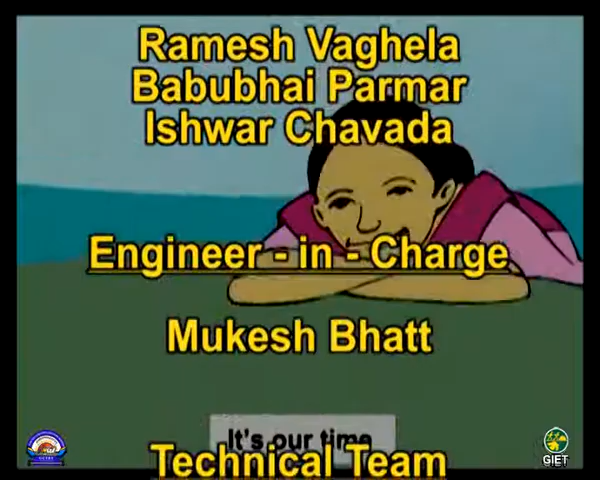 Ramesh Vaghela
Babubhai Parmar
Ishwar Chavada
Engineer - in - Charge
Mukesh Bhatt
It's our time
Technical Team
GIET